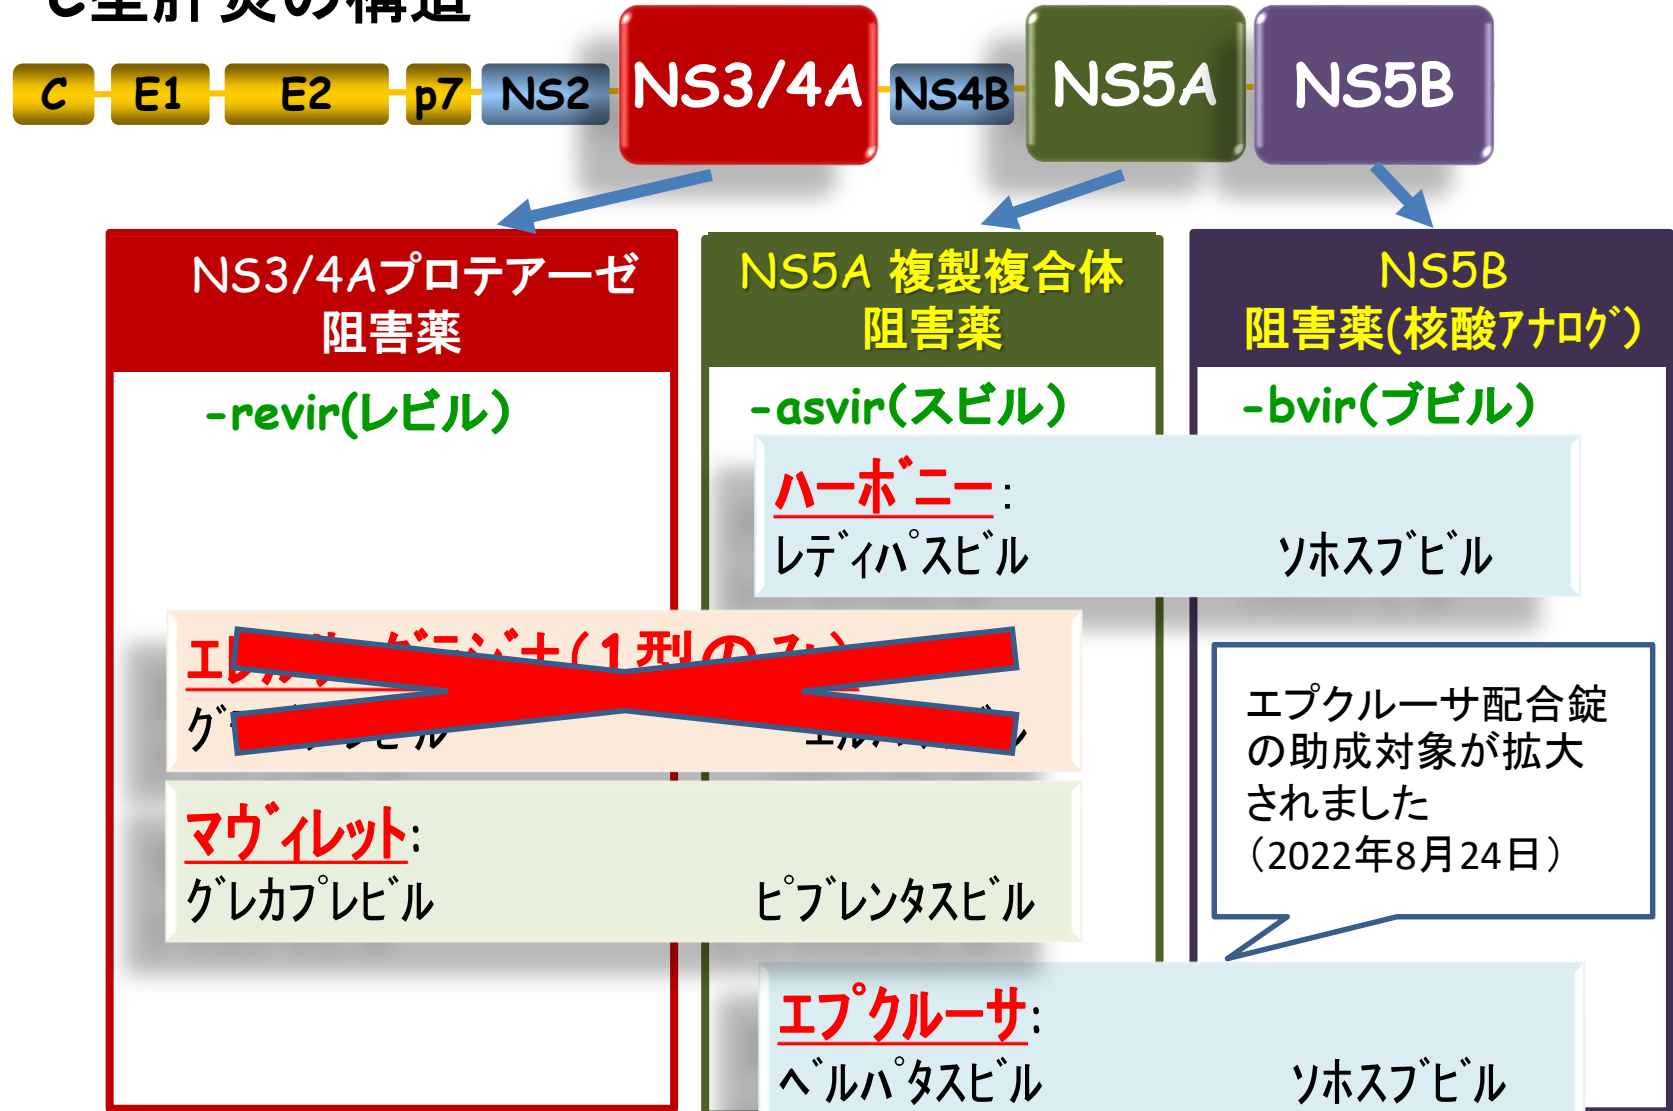 C型肝炎の構造
C E1 E2 p7 NS2 NS3/4A NS4B NS5A NS5B
NS3/4Aプロテアーゼ
阻害薬
-revir(レビル)
NS5A 複製複合体
阻害薬
-asvir(スビル)
NS5B
阻害薬(核酸ｱﾅﾛｸﾞ)
-bvir(ブビル)
ﾊｰﾎﾞﾆｰ:
ﾚﾃﾞｨﾊﾟｽﾋﾞﾙ ｿﾎｽﾌﾞﾋﾞﾙ
(1型のみ)
ﾏｳﾞｨﾚｯﾄ:
ｸﾞﾚｶﾌﾟﾚﾋﾞﾙ ﾋﾟﾌﾞﾚﾝﾀｽﾋﾞﾙ
エプクルーサ配合錠
の助成対象が拡大
されました
（2022年8月24日）
ｴﾌﾟｸﾙｰｻ:
ﾍﾞﾙﾊﾟﾀｽﾋﾞﾙ ｿﾎｽﾌﾞﾋﾞﾙ